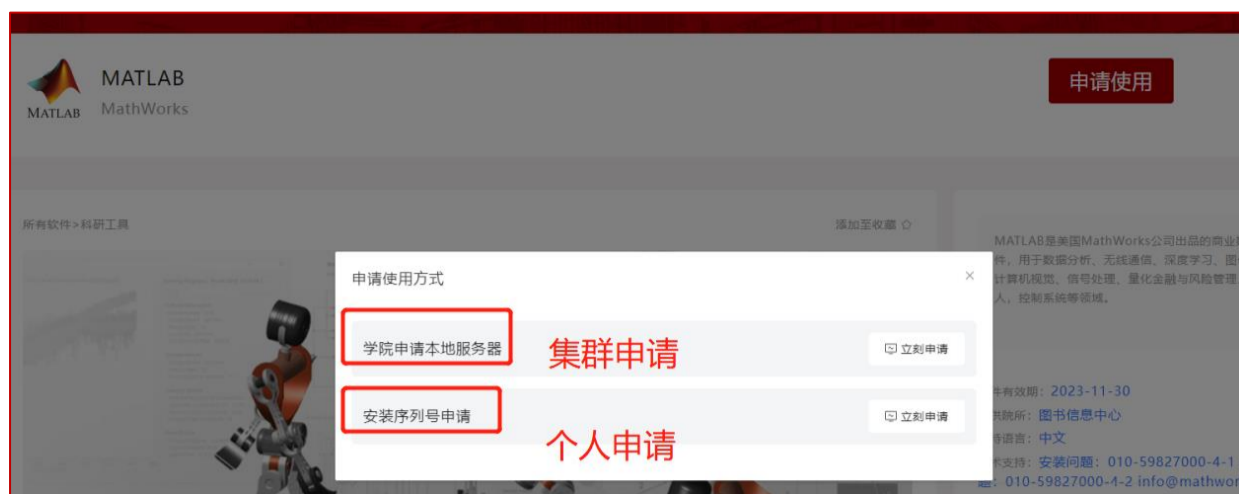 MATLAB
MATLAB
MathWorks
申请使用
所有软件>科研工具
添加至收藏
MATLAB是美国MathWorks公司出品的商业
件，用于数据分析、无线通信、深度学习、图
计算机视觉、信号处理、量化金融与风险管理
人，控制系统等领域。
申请使用方式
学院申请本地服务器
集群申请
立刻申请
安装序列号申请
个人申请
立刻申请
件有效期：2023-11-30
院所：图书信息中心
语言：中文
术支持：安装问题：010-59827000-4-1
题：010-59827000-4-2 info@mathwor